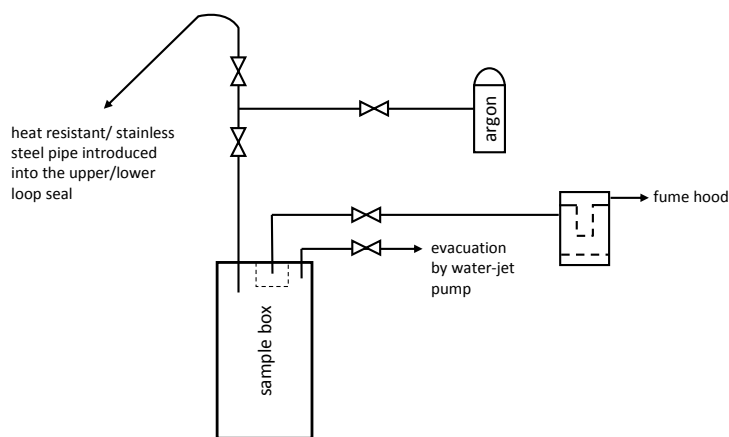 heat resistant/ stainless
steel pipe introduced
into the upper/lower
loop seal
argon
fume hood
evacuation
by water-jet
pump
sample box